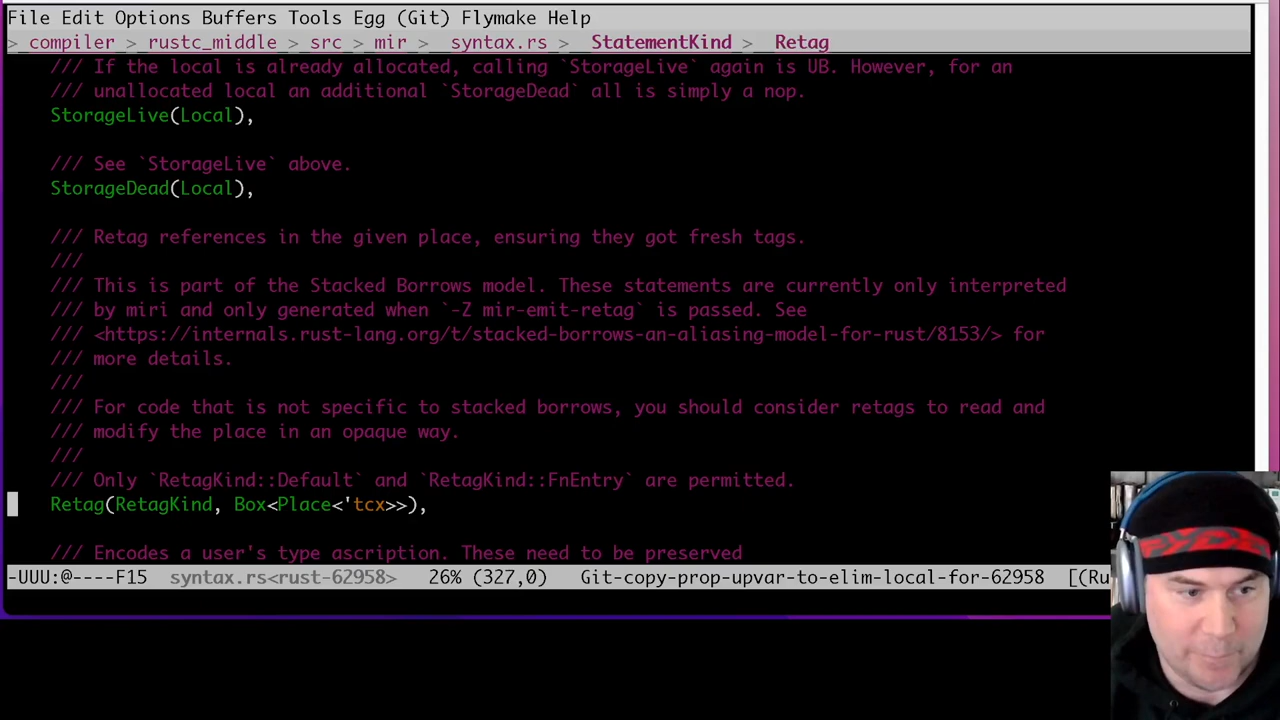 File Edit Options Buffers Tools Egg (Git) Flymake Help
> compiler > rustc_middle > src > mir > syntax.rs > StatementKind > Retag
/// If the local is already allocated, calling `StorageLive` again is UB. However, for an
/// unallocated local an additional `StorageDead` all is simply a nop.
StorageLive(Local),
/// See `StorageLive` above.
StorageDead(Local),
/// Retag references in the given place, ensuring they got fresh tags.
///
/// This is part of the Stacked Borrows model. These statements are currently only interpreted
/// by miri and only generated when `-Z mir-emit-retag` is passed. See
/// <https://internals.rust-lang.org/t/stacked-borrows-an-aliasing-model-for-rust/8153/> for
/// more details.
///
/// For code that is not specific to stacked borrows, you should consider retags to read and
/// modify the place in an opaque way.
///
/// Only `RetagKind::Default` and `RetagKind::FnEntry` are permitted.
Retag(RetagKind, Box<Place<'tcx>>),
/// Encodes a user's type ascription. These need to be preserved
-UUU:@----F15 syntax.rs<rust-62958> 26% (327,0) Git-copy-prop-upvar-to-elim-local-for-62958 [(Ru